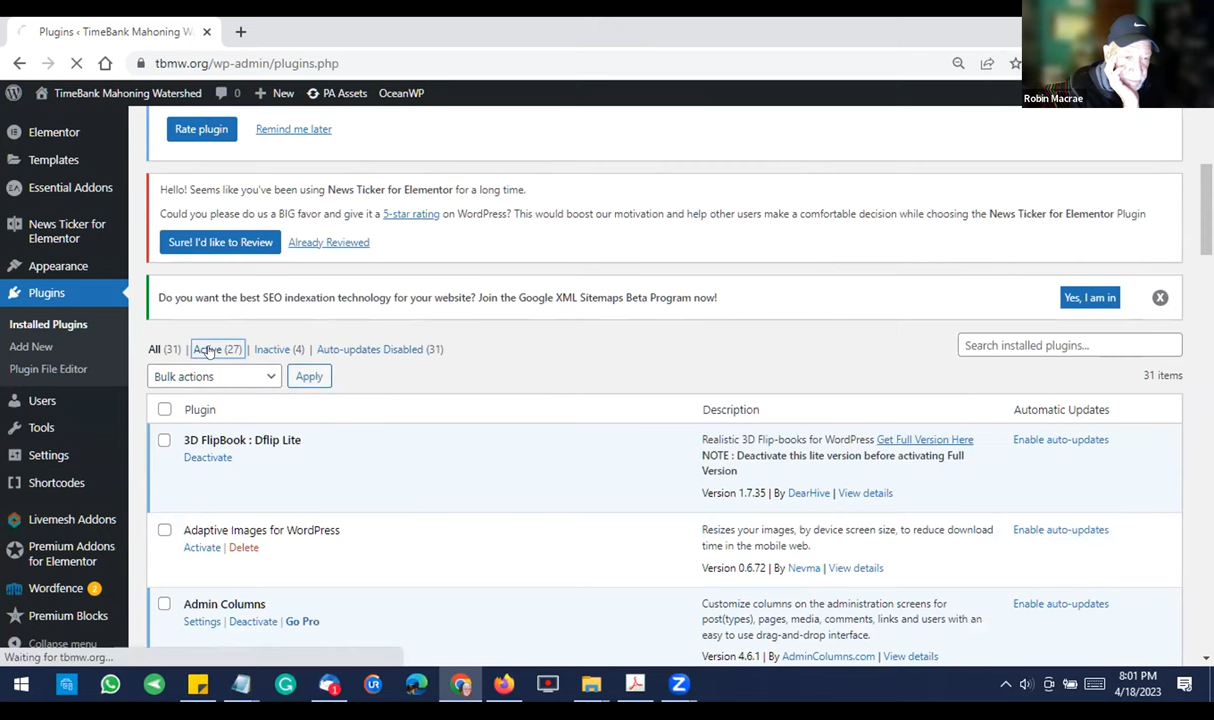 Plugins ‹ TimeBank Mahoning W
tbmw.org/wp-admin/plugins.php
Robin Macrae
TimeBank Mahoning Watershed 0 New PA Assets OceanWP
Elementor
Templates
Essential Addons
News Ticker for
Elementor
Appearance
Plugins
Installed Plugins
Add New
Plugin File Editor
Users
Tools
Settings
Shortcodes
Livemesh Addons
Premium Addons
for Elementor
Wordfence 2
Premium Blocks
Collapse menu
Rate plugin Remind me later
Hello! Seems like you've been using News Ticker for Elementor for a long time.
Could you please do us a BIG favor and give it a 5-star rating on WordPress? This would boost our motivation and help other users make a comfortable decision while choosing the News Ticker for Elementor Plugin
Sure! I'd like to Review Already Reviewed
Do you want the best SEO indexation technology for your website? Join the Google XML Sitemaps Beta Program now! Yes, I am in
All (31) | Active (27) | Inactive (4) | Auto-updates Disabled (31)
Search installed plugins...
Bulk actions Apply 31 items
Plugin Description Automatic Updates
3D FlipBook : Dflip Lite
Deactivate
Realistic 3D Flip-books for WordPress Get Full Version Here
NOTE : Deactivate this lite version before activating Full
Version
Version 1.7.35 | By DearHive | View details
Enable auto-updates
Adaptive Images for WordPress
Activate | Delete
Resizes your images, by device screen size, to reduce download
time in the mobile web.
Version 0.6.72 | By Nevma | View details
Enable auto-updates
Admin Columns
Settings | Deactivate | Go Pro
Customize columns on the administration screens for
post(types), pages, media, comments, links and users with an
easy to use drag-and-drop interface.
Version 4.6.1 | By AdminColumns.com | View details
Enable auto-updates
Waiting for tbmw.org...
8:01 PM
4/18/2023